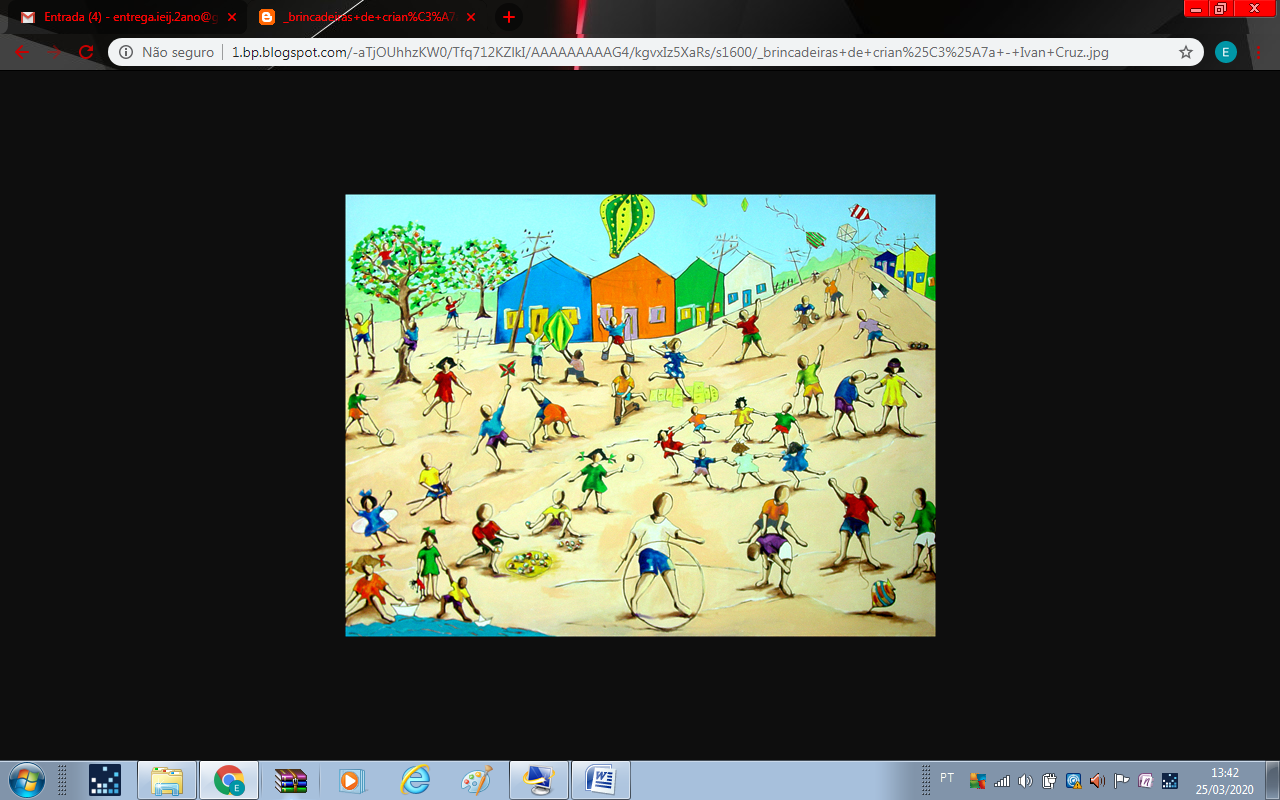 Entrada (4) - entrega.ieij.2ano@g
_brincadeiras+de+crian%C3%A7
Não seguro
1.bp.blogspot.com/-aTjOUhhzKW0/Tfq712KZIkI/AAAAAAAAAG4/kgvxIz5XaRs/s1600/_brincadeiras+de+crian%25C3%25A7a+-+Ivan+Cruz..jpg
E
E
PT
13:42
25/03/2020